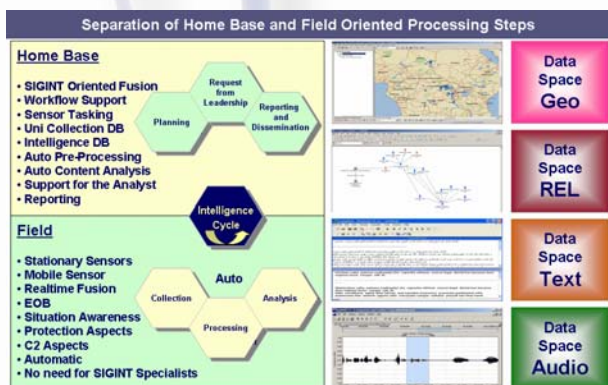 Separation of Home Base and Field Oriented Processing Steps
Home Base
• SIGINT Oriented Fusion
• Workflow Support
• Sensor Tasking
• Uni Collection DB
• Intelligence DB
• Auto Pre-Processing
• Auto Content Analysis
• Support for the Analyst
• Reporting
Planning
Request
from
Leadership
Reporting
and
Dissemination
Intelligence
Cycle
Field
• Stationary Sensors
• Mobile Sensor
• Realtime Fusion
• EOB
• Situation Awareness
• Protection Aspects
• C2 Aspects
• Automatic
• No need for SIGINT Specialists
Auto
Collection
Processing
Analysis
Data
Space
Geo
Data
Space
REL
Data
Space
Text
Data
Space
Audio